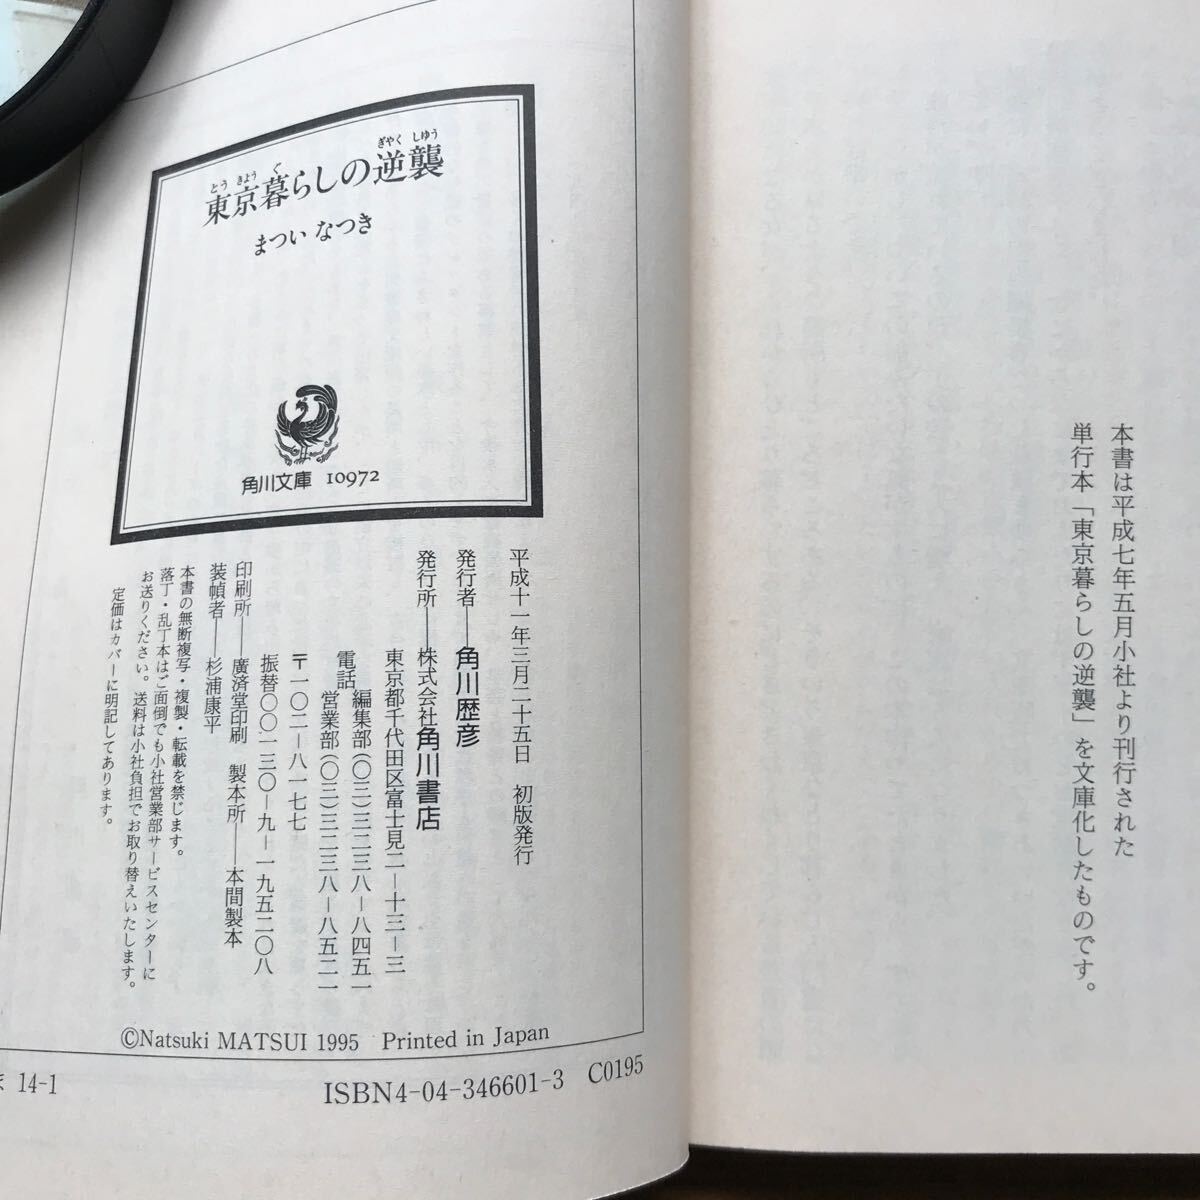 本書は平成七年五月小社より刊行された
単行本「東京暮らしの逆襲」を文庫化したものです。
とう きよう ぐ ぎやく しゆう
東京暮らしの逆襲
まつい なつき
角川文庫 10972
平成十一年三月二十五日 初版発行
発行者――角川歴彦
発行所――株式会社角川書店
東京都千代田区富士見二―十三―三
電話 編集部(〇三)三二三八―八四五一
営業部(〇三)三二三八―八五二一
〒一〇二―八一七七
振替〇〇一三〇―九―一九五二〇八
印刷所――廣済堂印刷 製本所――本間製本
装幀者――杉浦康平
本書の無断複写・複製・転載を禁じます。
落丁・乱丁本はご面倒でも小社営業部サービスセンターに
お送りください。送料は小社負担でお取り替えいたします。
定価はカバーに明記してあります。
©Natsuki MATSUI 1995 Printed in Japan
ま 14-1
ISBN4-04-346601-3 C0195